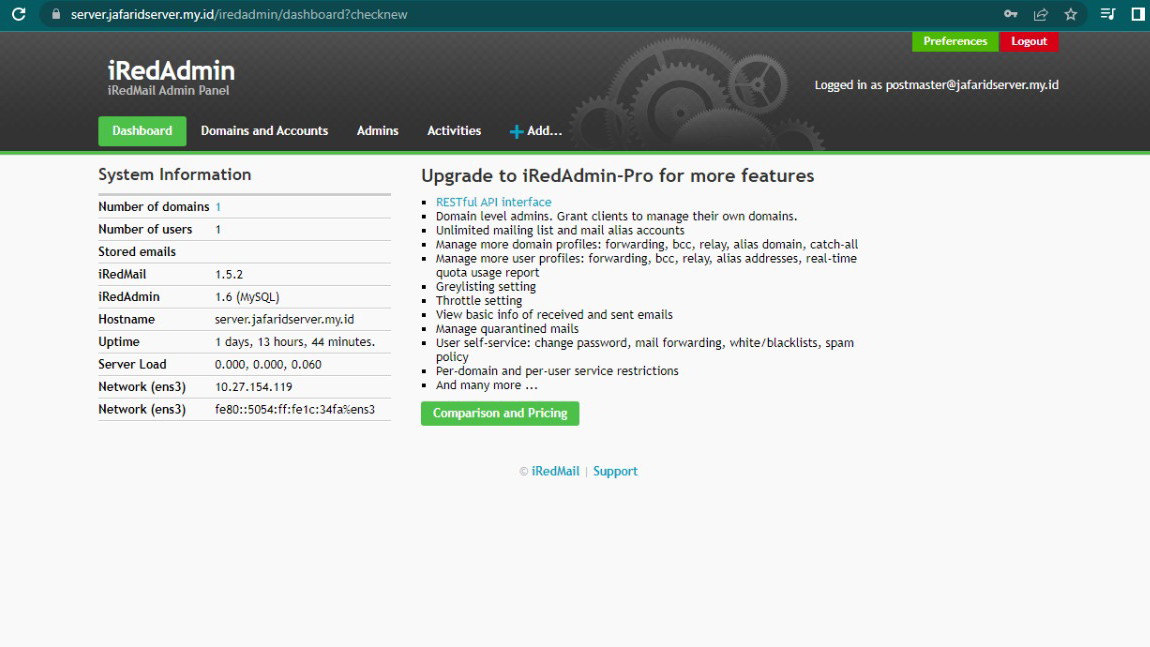 server.jafaridserver.my.id/iredadmin/dashboard?checknew
Preferences Logout
iRedAdmin
iRedMail Admin Panel
Logged in as postmaster@jafaridserver.my.id
Dashboard Domains and Accounts Admins Activities + Add...
System Information
Number of domains 1
Number of users 1
Stored emails
iRedMail 1.5.2
iRedAdmin 1.6 (MySQL)
Hostname server.jafaridserver.my.id
Uptime 1 days, 13 hours, 44 minutes.
Server Load 0.000, 0.000, 0.060
Network (ens3) 10.27.154.119
Network (ens3) fe80::5054:ff:fe1c:34fa%ens3
Upgrade to iRedAdmin-Pro for more features
RESTful API interface
Domain level admins. Grant clients to manage their own domains.
Unlimited mailing list and mail alias accounts
Manage more domain profiles: forwarding, bcc, relay, alias domain, catch-all
Manage more user profiles: forwarding, bcc, relay, alias addresses, real-time
quota usage report
Greylisting setting
Throttle setting
View basic info of received and sent emails
Manage quarantined mails
User self-service: change password, mail forwarding, white/blacklists, spam
policy
Per-domain and per-user service restrictions
And many more ...
Comparison and Pricing
© iRedMail | Support